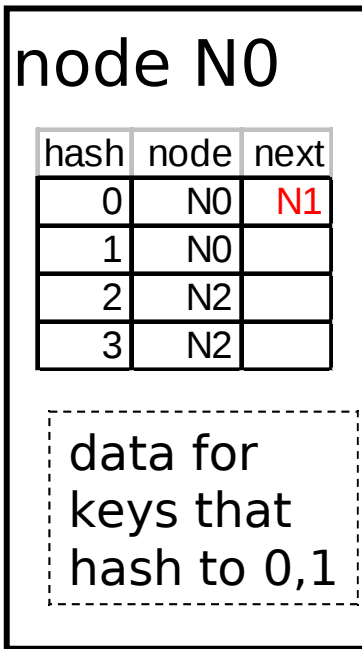 node N0
hash node next
0 N0 N1
1 N0
2 N2
3 N2
data for
keys that
hash to 0,1